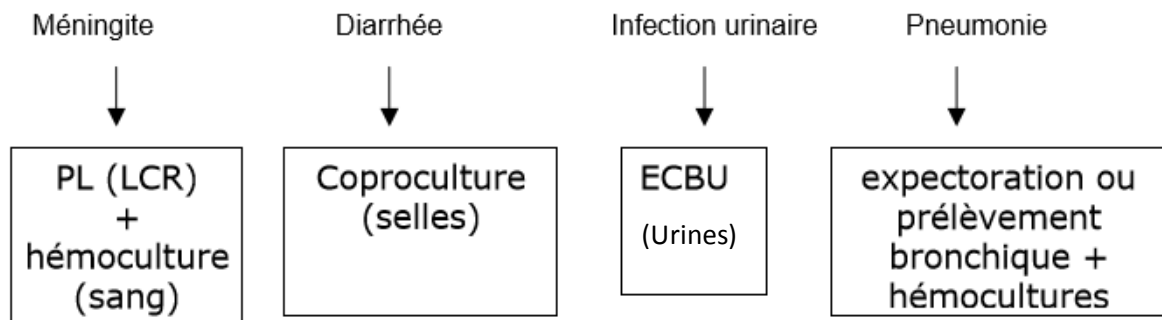 Méningite
Diarrhée
Infection urinaire
Pneumonie
PL (LCR)
+
hémoculture
(sang)
Coproculture
(selles)
ECBU
(Urines)
expectoration ou
prélèvement
bronchique +
hémocultures